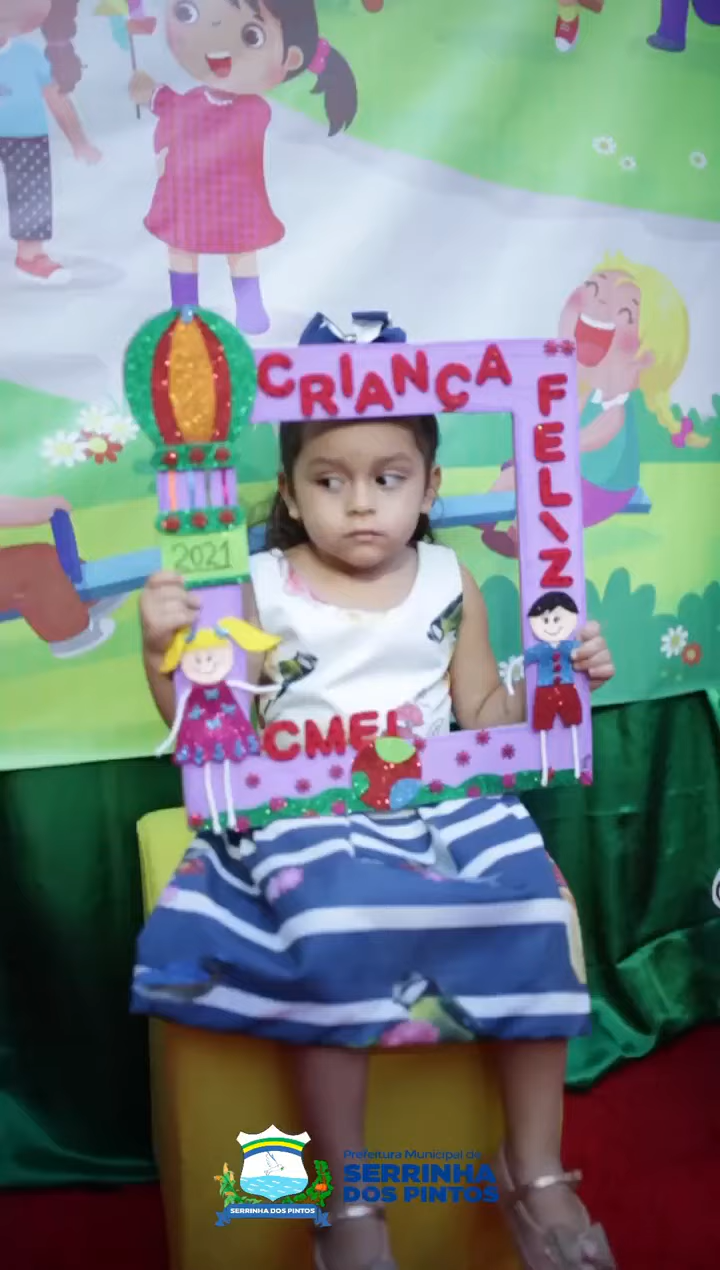 CRIANÇA
FELIZ
2021
CMEI
Prefeitura Municipal de
SERRINHA
DOS PINTOS
SERRINHA DOS PINTOS